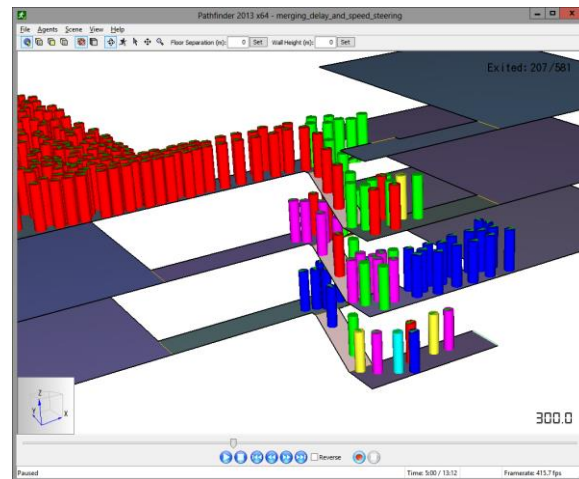 Pathfinder 2013 x64 - merging_delay_and_speed_steering
File Agents Scene View Help
Floor Separation (m): 0 Set Wall Height (m): 0 Set
Exited: 207/581
Z
Y
X
300.0
Reverse
Paused
Time: 5:00 / 13:12
Framerate: 415.7 fps